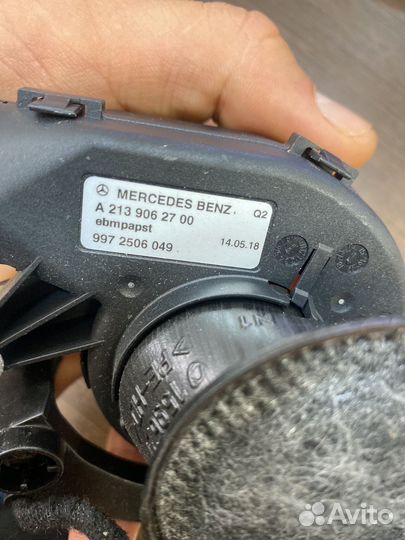 MERCEDES BENZ
Q2
A 213 906 27 00
ebmpapst
997 2506 049
14.05.18
Avito